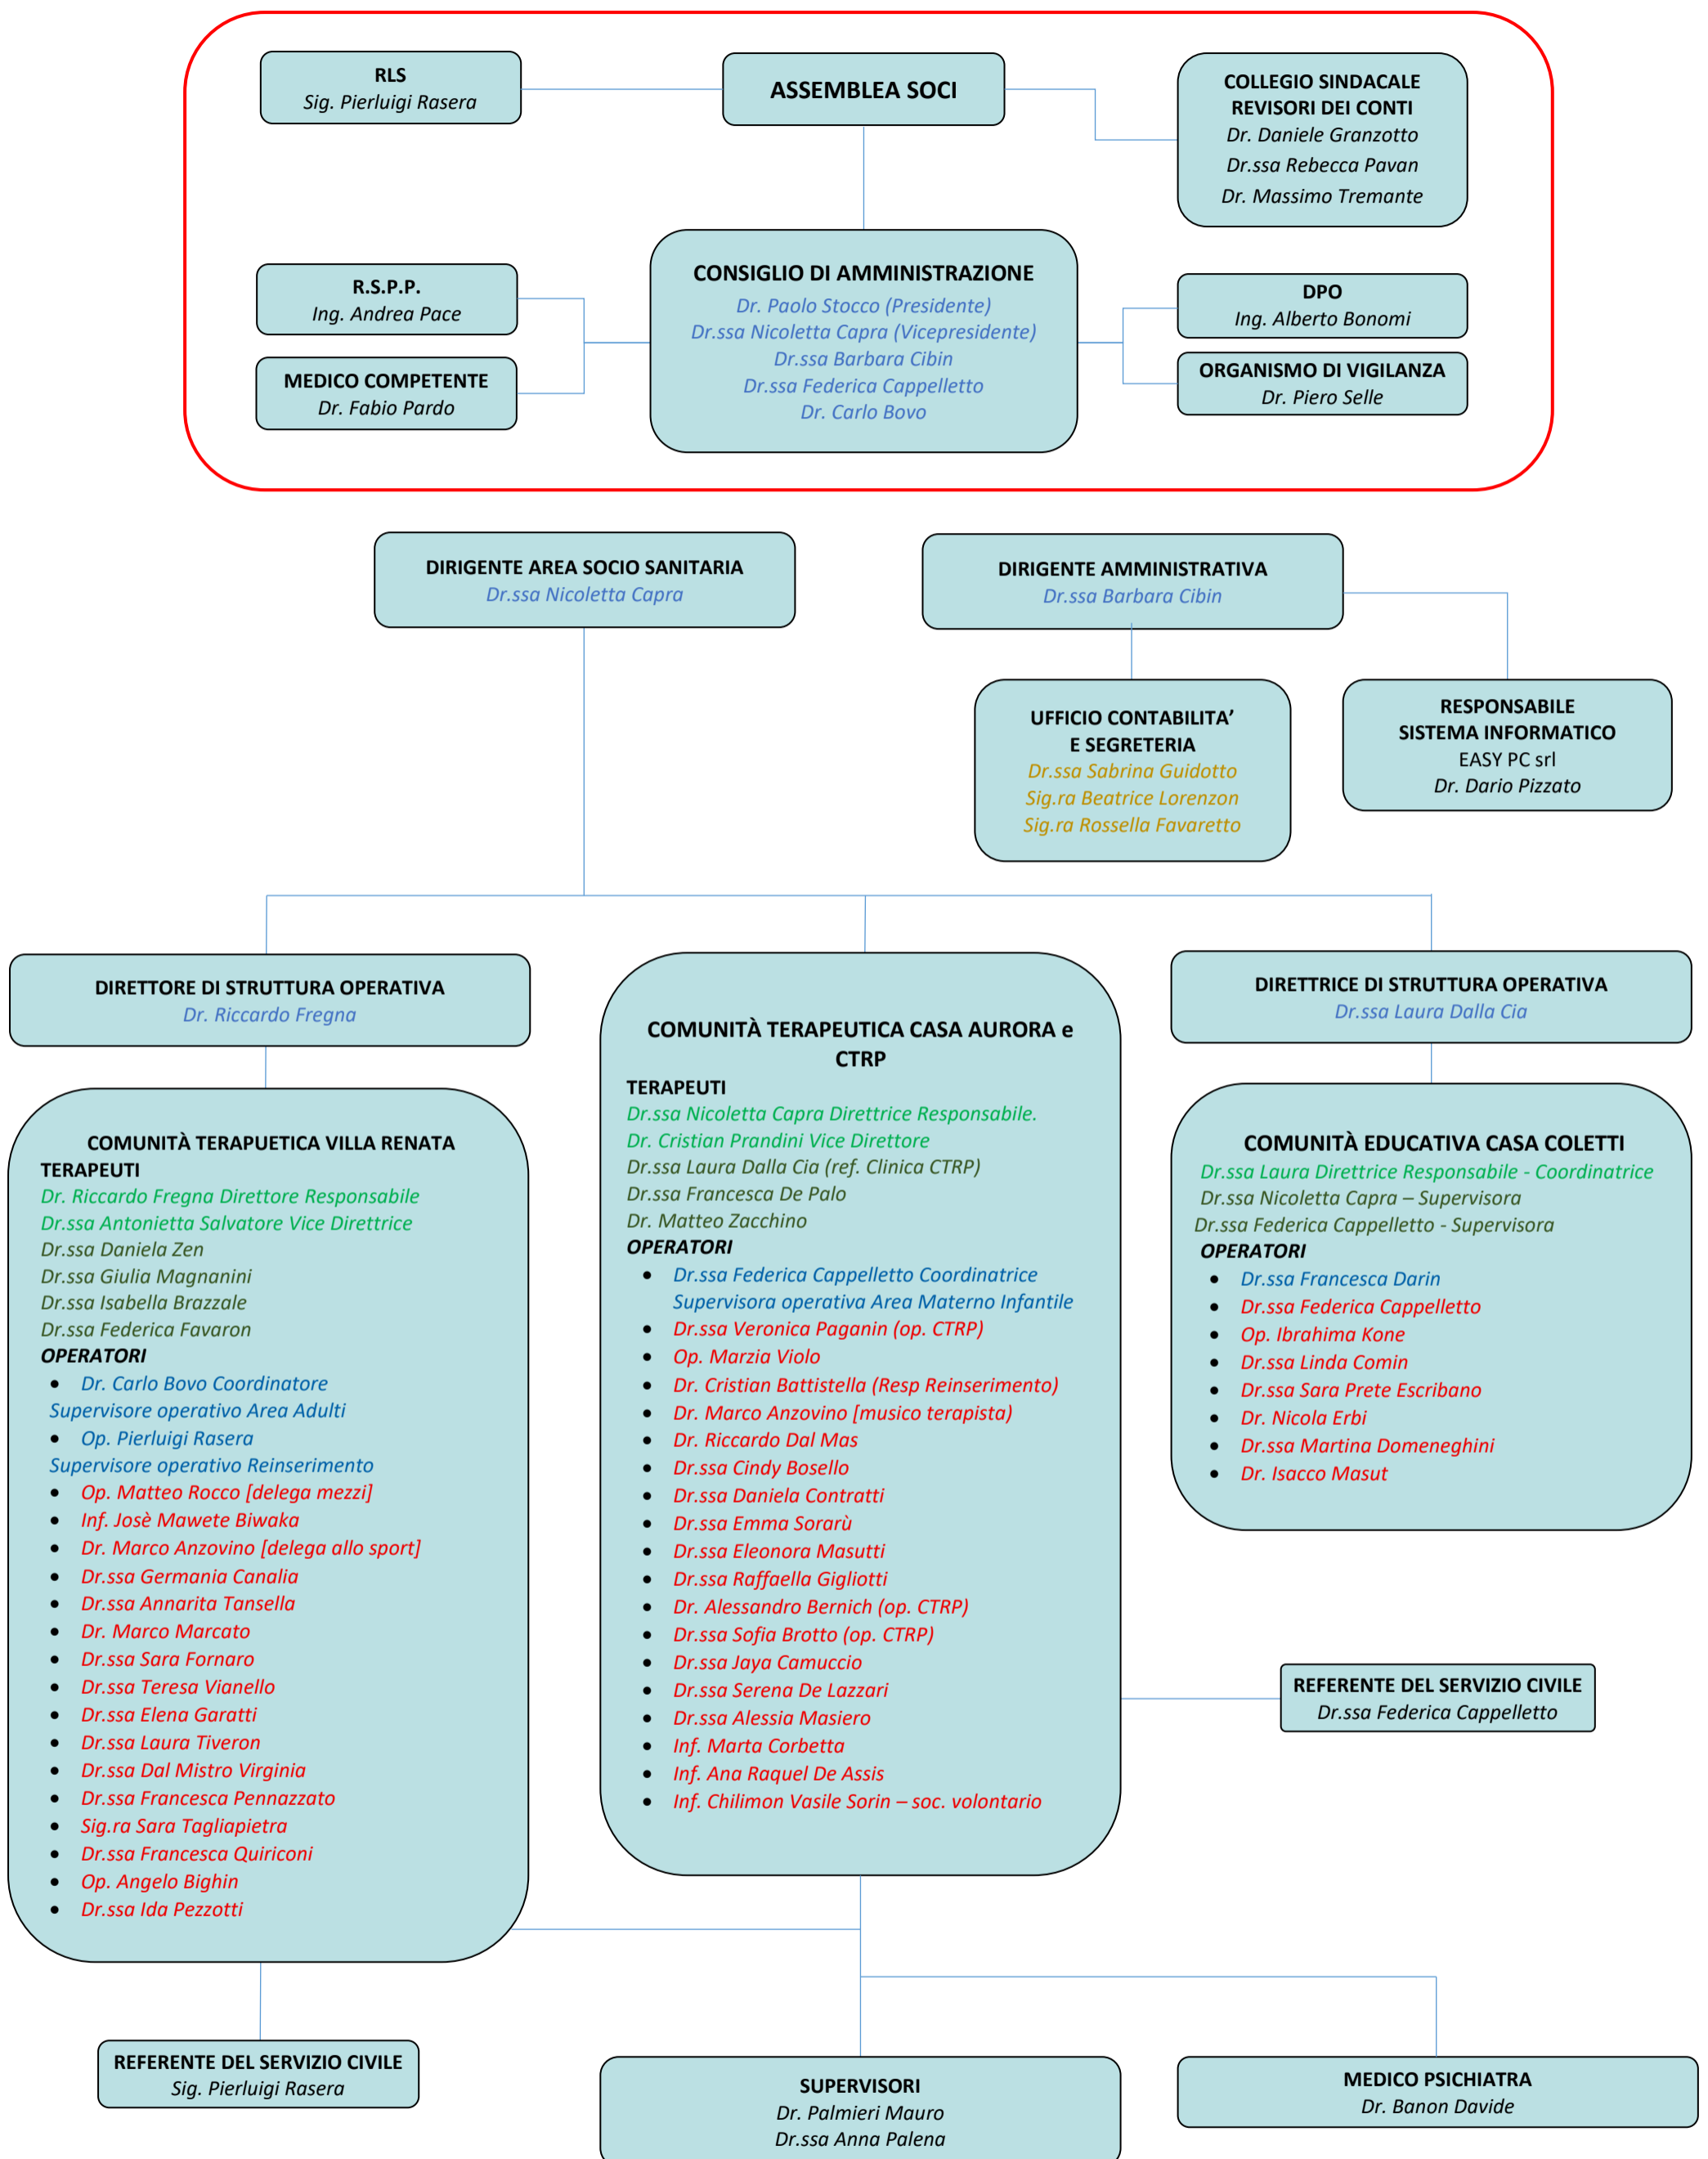 RLS
Sig. Pierluigi Rasera
ASSEMBLEA SOCI
COLLEGIO SINDACALE
REVISORI DEI CONTI
Dr. Daniele Granzotto
Dr.ssa Rebecca Pavan
Dr. Massimo Tremante
R.S.P.P.
Ing. Andrea Pace
MEDICO COMPETENTE
Dr. Fabio Pardo
CONSIGLIO DI AMMINISTRAZIONE
Dr. Paolo Stocco (Presidente)
Dr.ssa Nicoletta Capra (Vicepresidente)
Dr.ssa Barbara Cibin
Dr.ssa Federica Cappelletto
Dr. Carlo Bovo
DPO
Ing. Alberto Bonomi
ORGANISMO DI VIGILANZA
Dr. Piero Selle
DIRIGENTE AREA SOCIO SANITARIA
Dr.ssa Nicoletta Capra
DIRIGENTE AMMINISTRATIVA
Dr.ssa Barbara Cibin
UFFICIO CONTABILITA’
E SEGRETERIA
Dr.ssa Sabrina Guidotto
Sig.ra Beatrice Lorenzon
Sig.ra Rossella Favaretto
RESPONSABILE
SISTEMA INFORMATICO
EASY PC srl
Dr. Dario Pizzato
DIRETTORE DI STRUTTURA OPERATIVA
Dr. Riccardo Fregna
COMUNITÀ TERAPUETICA VILLA RENATA
TERAPEUTI
Dr. Riccardo Fregna Direttore Responsabile
Dr.ssa Antonietta Salvatore Vice Direttrice
Dr.ssa Daniela Zen
Dr.ssa Giulia Magnanini
Dr.ssa Isabella Brazzale
Dr.ssa Federica Favaron
OPERATORI
• Dr. Carlo Bovo Coordinatore
Supervisore operativo Area Adulti
• Op. Pierluigi Rasera
Supervisore operativo Reinserimento
• Op. Matteo Rocco [delega mezzi]
• Inf. Josè Mawete Biwaka
• Dr. Marco Anzovino [delega allo sport]
• Dr.ssa Germania Canalia
• Dr.ssa Annarita Tansella
• Dr. Marco Marcato
• Dr.ssa Sara Fornaro
• Dr.ssa Teresa Vianello
• Dr.ssa Elena Garatti
• Dr.ssa Laura Tiveron
• Dr.ssa Dal Mistro Virginia
• Dr.ssa Francesca Pennazzato
• Sig.ra Sara Tagliapietra
• Dr.ssa Francesca Quiriconi
• Op. Angelo Bighin
• Dr.ssa Ida Pezzotti
COMUNITÀ TERAPEUTICA CASA AURORA e
CTRP
TERAPEUTI
Dr.ssa Nicoletta Capra Direttrice Responsabile.
Dr. Cristian Prandini Vice Direttore
Dr.ssa Laura Dalla Cia (ref. Clinica CTRP)
Dr.ssa Francesca De Palo
Dr. Matteo Zacchino
OPERATORI
• Dr.ssa Federica Cappelletto Coordinatrice
Supervisora operativa Area Materno Infantile
• Dr.ssa Veronica Paganin (op. CTRP)
• Op. Marzia Violo
• Dr. Cristian Battistella (Resp Reinserimento)
• Dr. Marco Anzovino [musico terapista)
• Dr. Riccardo Dal Mas
• Dr.ssa Cindy Bosello
• Dr.ssa Daniela Contratti
• Dr.ssa Emma Sorarù
• Dr.ssa Eleonora Masutti
• Dr.ssa Raffaella Gigliotti
• Dr. Alessandro Bernich (op. CTRP)
• Dr.ssa Sofia Brotto (op. CTRP)
• Dr.ssa Jaya Camuccio
• Dr.ssa Serena De Lazzari
• Dr.ssa Alessia Masiero
• Inf. Marta Corbetta
• Inf. Ana Raquel De Assis
• Inf. Chilimon Vasile Sorin – soc. volontario
DIRETTRICE DI STRUTTURA OPERATIVA
Dr.ssa Laura Dalla Cia
COMUNITÀ EDUCATIVA CASA COLETTI
Dr.ssa Laura Direttrice Responsabile - Coordinatrice
Dr.ssa Nicoletta Capra – Supervisora
Dr.ssa Federica Cappelletto - Supervisora
OPERATORI
• Dr.ssa Francesca Darin
• Dr.ssa Federica Cappelletto
• Op. Ibrahima Kone
• Dr.ssa Linda Comin
• Dr.ssa Sara Prete Escribano
• Dr. Nicola Erbi
• Dr.ssa Martina Domeneghini
• Dr. Isacco Masut
REFERENTE DEL SERVIZIO CIVILE
Dr.ssa Federica Cappelletto
REFERENTE DEL SERVIZIO CIVILE
Sig. Pierluigi Rasera
SUPERVISORI
Dr. Palmieri Mauro
Dr.ssa Anna Palena
MEDICO PSICHIATRA
Dr. Banon Davide